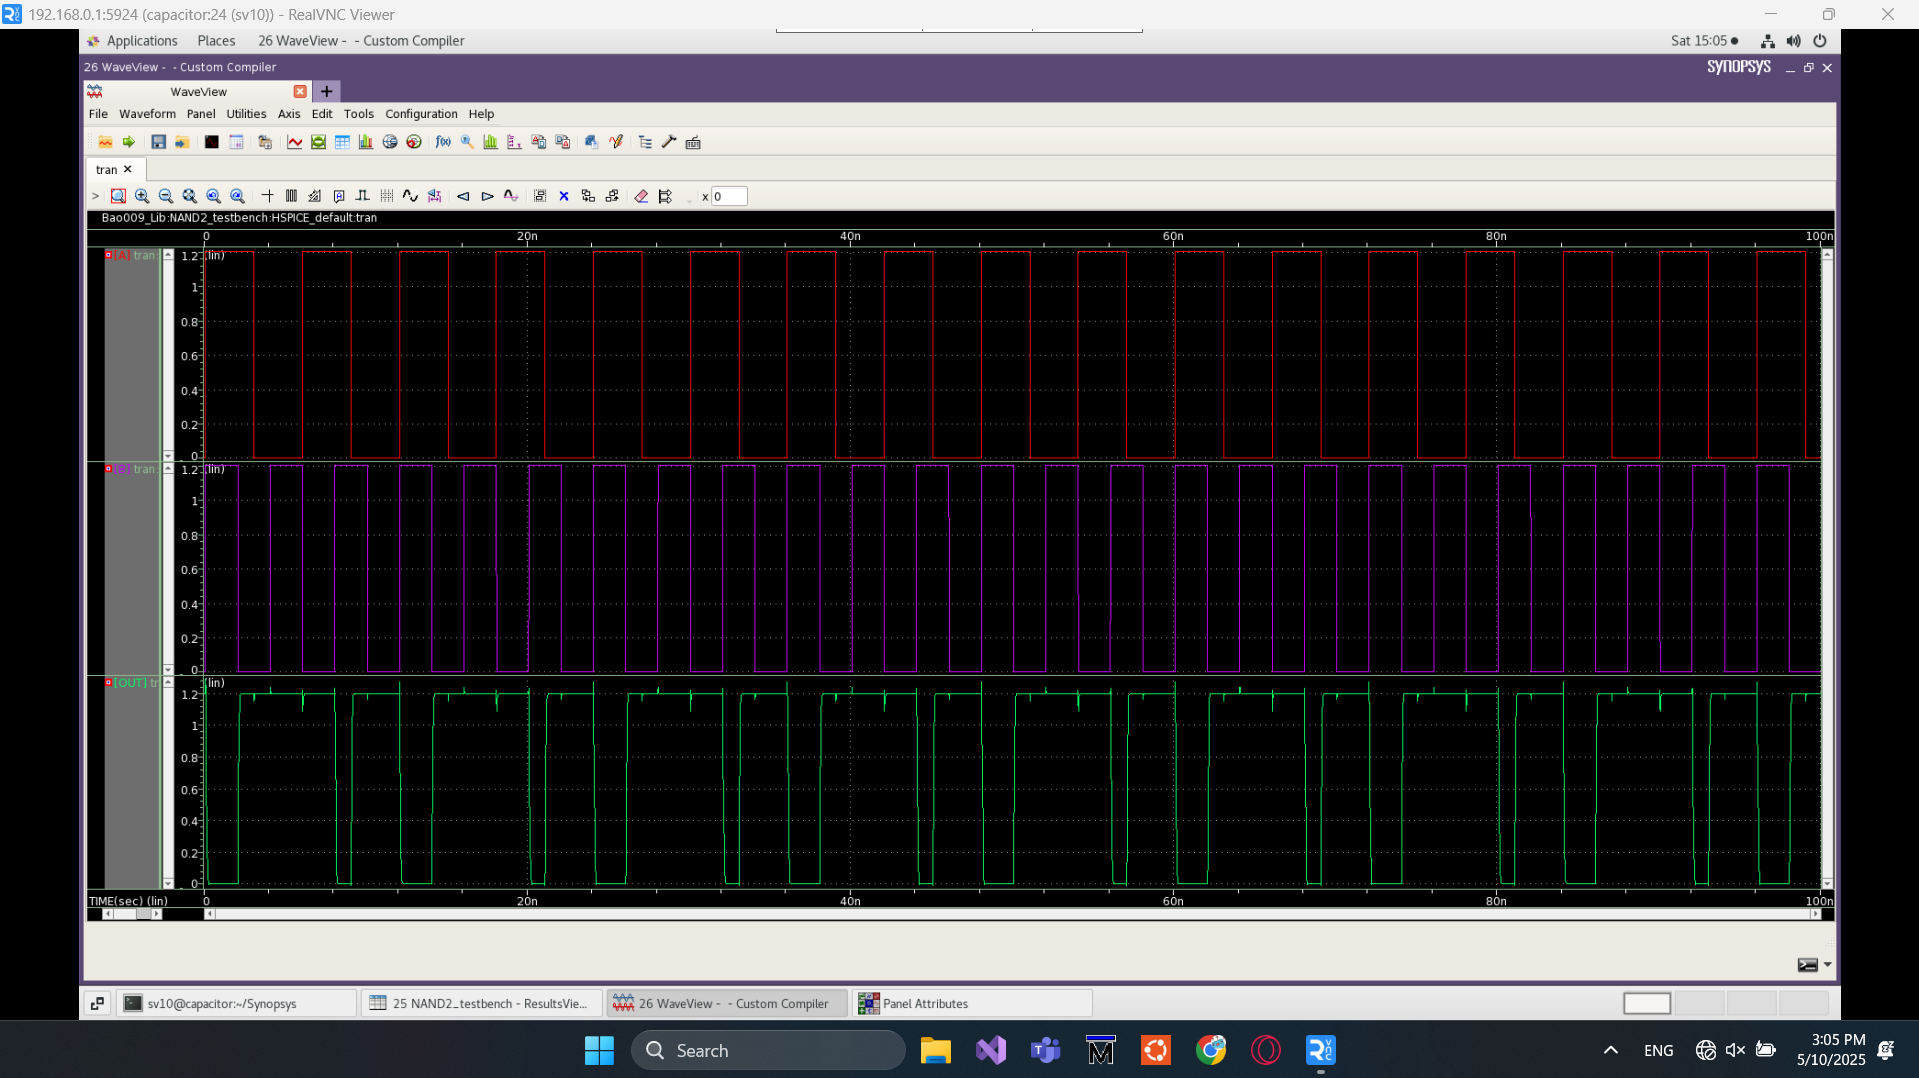 192.168.0.1:5924 (capacitor:24 (sv10)) - RealVNC Viewer
Applications Places 26 WaveView - - Custom Compiler Sat 15:05
26 WaveView - - Custom Compiler SYNOPSYS
WaveView
File Waveform Panel Utilities Axis Edit Tools Configuration Help
tran
x 0
Bao009_Lib:NAND2_testbench:HSPICE_default:tran
0 20n 40n 60n 80n 100n
[A] tran: 1.2 (lin)
1
0.8
0.6
0.4
0.2
0
[B] tran: 1.2 (lin)
1
0.8
0.6
0.4
0.2
0
[OUT] tr (lin)
1.2
1
0.8
0.6
0.4
0.2
0
TIME(sec) (lin) 0 20n 40n 60n 80n 100n
sv10@capacitor:~/Synopsys 25 NAND2_testbench - ResultsVie... 26 WaveView - - Custom Compiler Panel Attributes
Search ENG 3:05 PM
5/10/2025